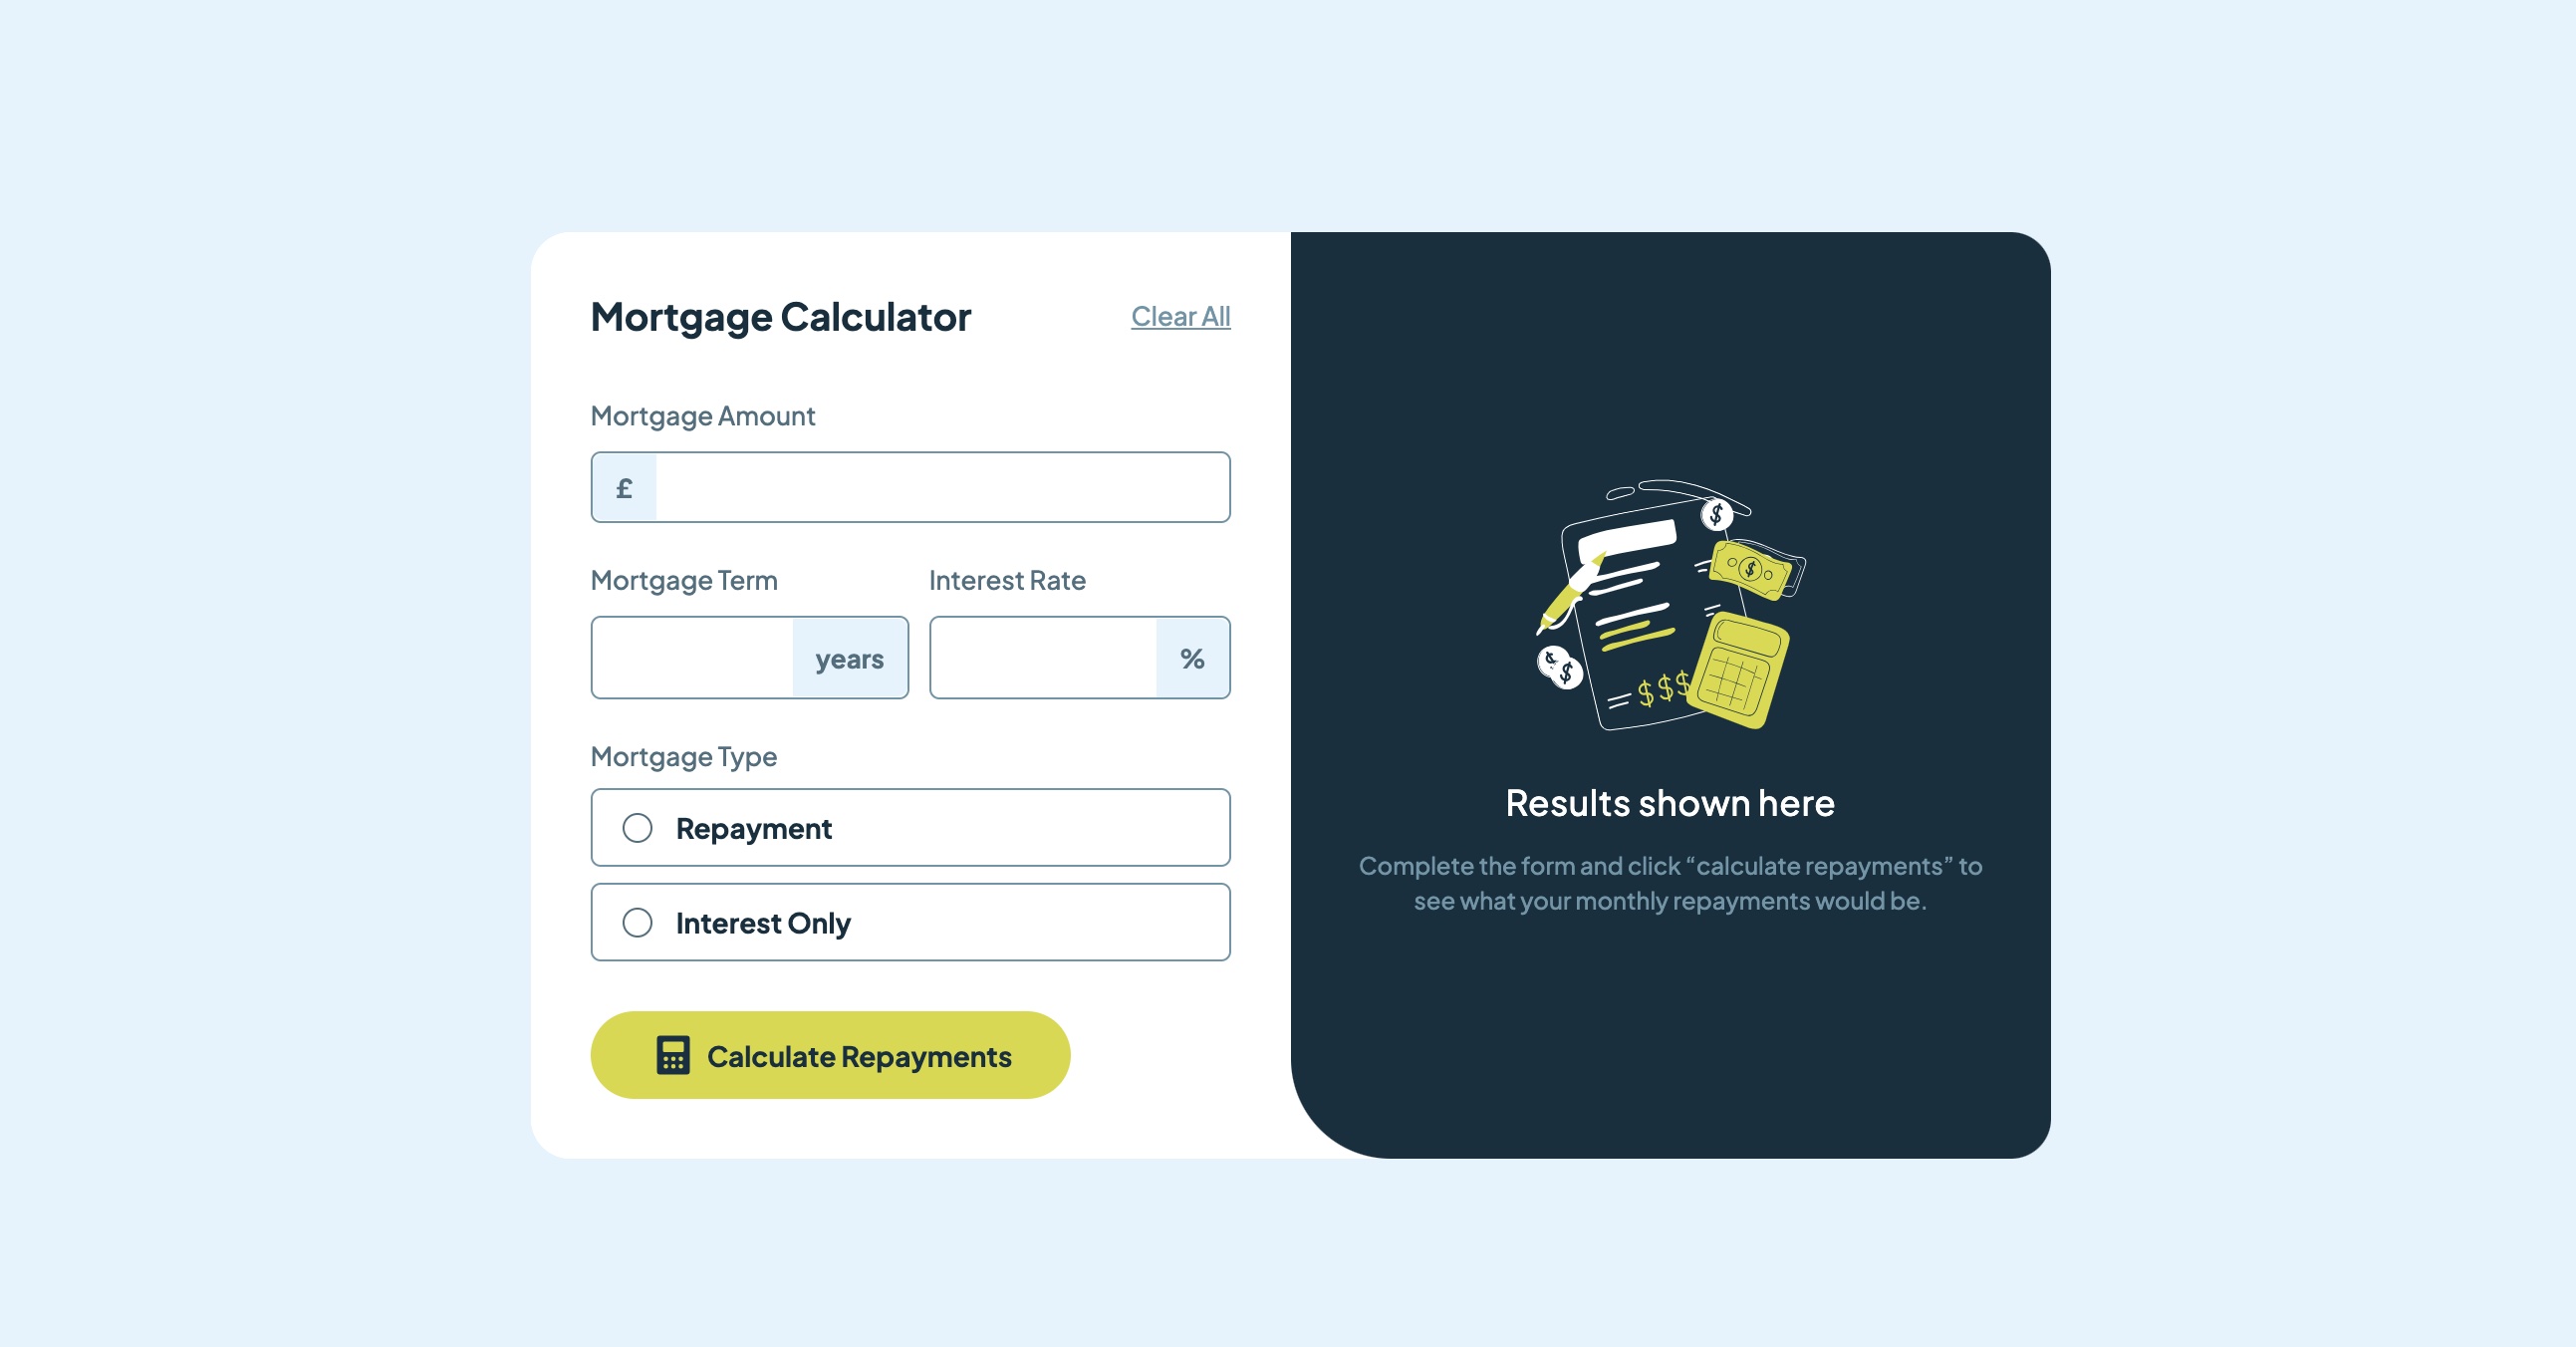 Mortgage Calculator
Clear All
Mortgage Amount
£
Mortgage Term
Interest Rate
years
%
Mortgage Type
Repayment
Interest Only
Calculate Repayments
$
$
$
$
$$$
Results shown here
Complete the form and click “calculate repayments” to
see what your monthly repayments would be.